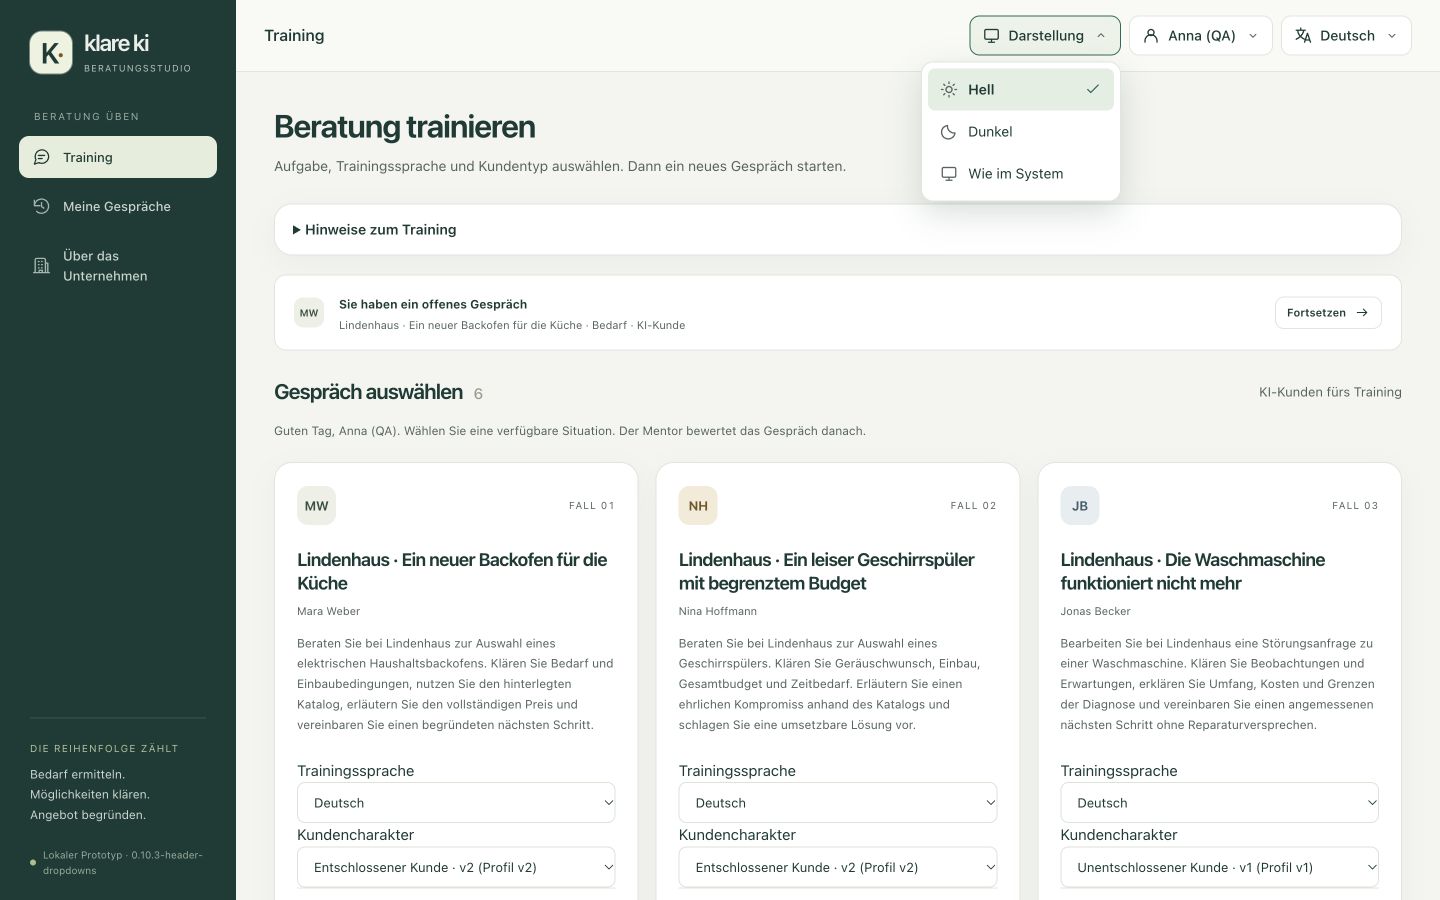 K·
klare ki
BERATUNGSSTUDIO
BERATUNG ÜBEN
Training
Meine Gespräche
Über das
Unternehmen
DIE REIHENFOLGE ZÄHLT
Bedarf ermitteln.
Möglichkeiten klären.
Angebot begründen.
Lokaler Prototyp · 0.10.3-header-
dropdowns
Training
Darstellung
Anna (QA)
Deutsch
Hell
Dunkel
Wie im System
Beratung trainieren
Aufgabe, Trainingssprache und Kundentyp auswählen. Dann ein neues Gespräch starten.
Hinweise zum Training
MW
Sie haben ein offenes Gespräch
Lindenhaus · Ein neuer Backofen für die Küche · Bedarf · KI-Kunde
Fortsetzen
Gespräch auswählen 6
KI-Kunden fürs Training
Guten Tag, Anna (QA). Wählen Sie eine verfügbare Situation. Der Mentor bewertet das Gespräch danach.
MW
FALL 01
Lindenhaus · Ein neuer Backofen für die
Küche
Mara Weber
Beraten Sie bei Lindenhaus zur Auswahl eines
elektrischen Haushaltsbackofens. Klären Sie Bedarf und
Einbaubedingungen, nutzen Sie den hinterlegten
Katalog, erläutern Sie den vollständigen Preis und
vereinbaren Sie einen begründeten nächsten Schritt.
Trainingssprache
Deutsch
Kundencharakter
Entschlossener Kunde · v2 (Profil v2)
NH
FALL 02
Lindenhaus · Ein leiser Geschirrspüler
mit begrenztem Budget
Nina Hoffmann
Beraten Sie bei Lindenhaus zur Auswahl eines
Geschirrspülers. Klären Sie Geräuschwunsch, Einbau,
Gesamtbudget und Zeitbedarf. Erläutern Sie einen
ehrlichen Kompromiss anhand des Katalogs und
schlagen Sie eine umsetzbare Lösung vor.
Trainingssprache
Deutsch
Kundencharakter
Entschlossener Kunde · v2 (Profil v2)
JB
FALL 03
Lindenhaus · Die Waschmaschine
funktioniert nicht mehr
Jonas Becker
Bearbeiten Sie bei Lindenhaus eine Störungsanfrage zu
einer Waschmaschine. Klären Sie Beobachtungen und
Erwartungen, erklären Sie Umfang, Kosten und Grenzen
der Diagnose und vereinbaren Sie einen angemessenen
nächsten Schritt ohne Reparaturversprechen.
Trainingssprache
Deutsch
Kundencharakter
Unentschlossener Kunde · v1 (Profil v1)